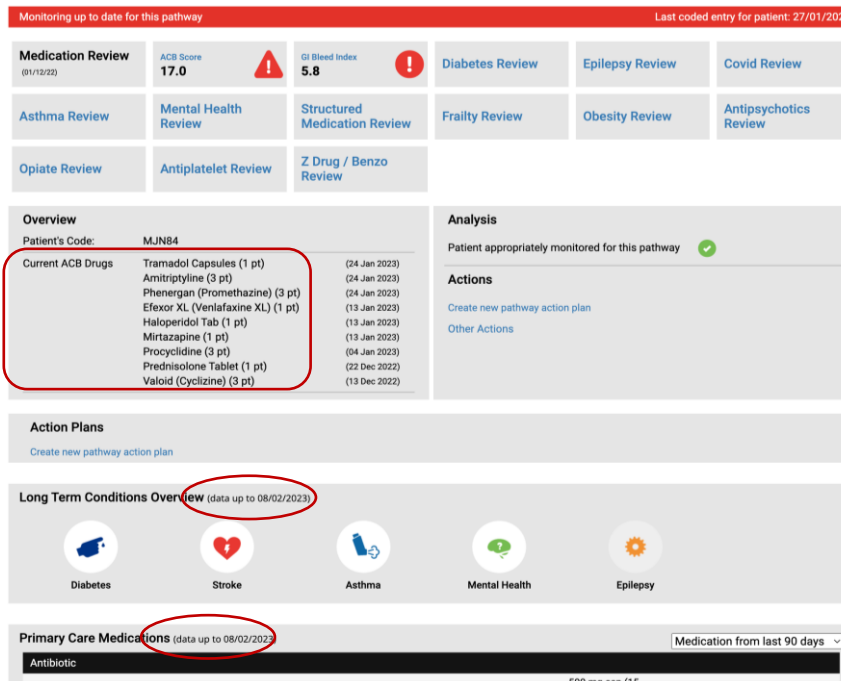 Monitoring up to date for this pathway Last coded entry for patient: 27/01/202
Medication Review
(01/12/22)
ACB Score
17.0
GI Bleed Index
5.8
Diabetes Review
Epilepsy Review
Covid Review
Asthma Review
Mental Health
Review
Structured
Medication Review
Frailty Review
Obesity Review
Antipsychotics
Review
Opiate Review
Antiplatelet Review
Z Drug / Benzo
Review
Overview
Patient's Code: MJN84
Current ACB Drugs Tramadol Capsules (1 pt) (24 Jan 2023)
Amitriptyline (3 pt) (24 Jan 2023)
Phenergan (Promethazine) (3 pt) (24 Jan 2023)
Efexor XL (Venlafaxine XL) (1 pt) (13 Jan 2023)
Haloperidol Tab (1 pt) (13 Jan 2023)
Mirtazapine (1 pt) (13 Jan 2023)
Procyclidine (3 pt) (04 Jan 2023)
Prednisolone Tablet (1 pt) (22 Dec 2022)
Valoid (Cyclizine) (3 pt) (13 Dec 2022)
Analysis
Patient appropriately monitored for this pathway
Actions
Create new pathway action plan
Other Actions
Action Plans
Create new pathway action plan
Long Term Conditions Overview (data up to 08/02/2023)
Diabetes
Stroke
Asthma
Mental Health
Epilepsy
Primary Care Medications (data up to 08/02/2023
Medication from last 90 days
Antibiotic